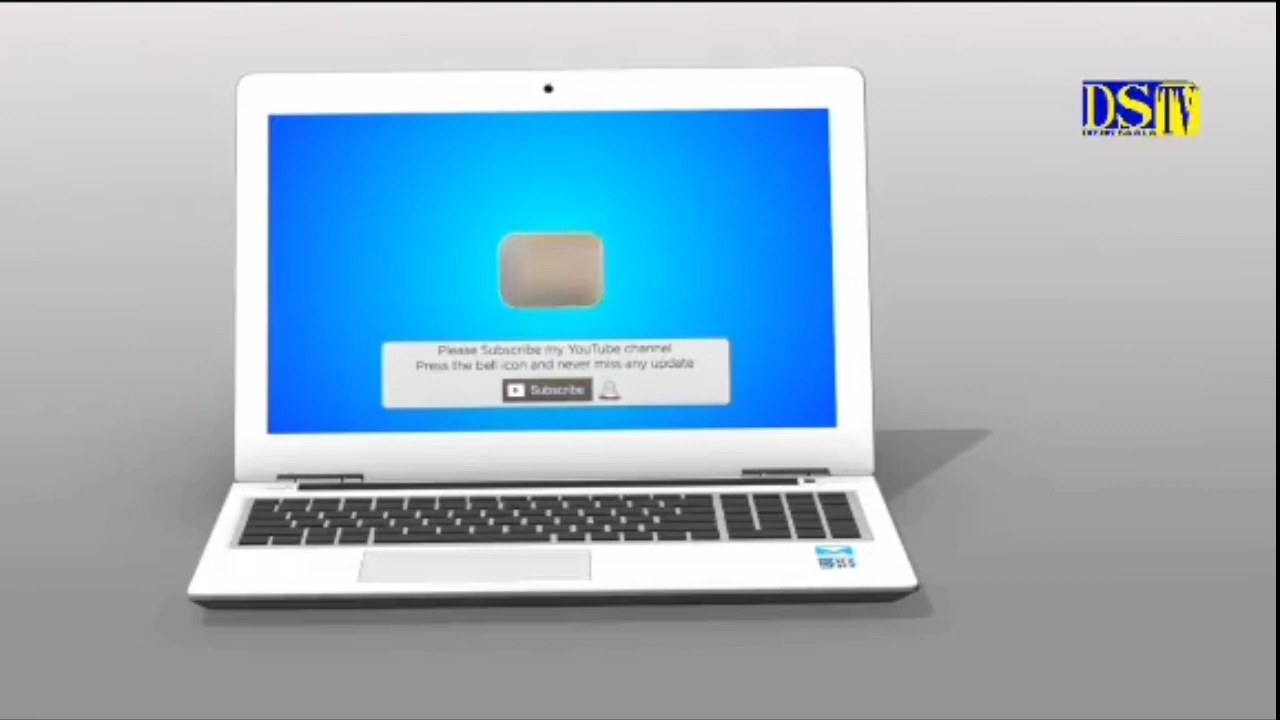 DSTV
Please Subscribe my YouTube channel
Press the bell icon and never miss any update
Subscribe